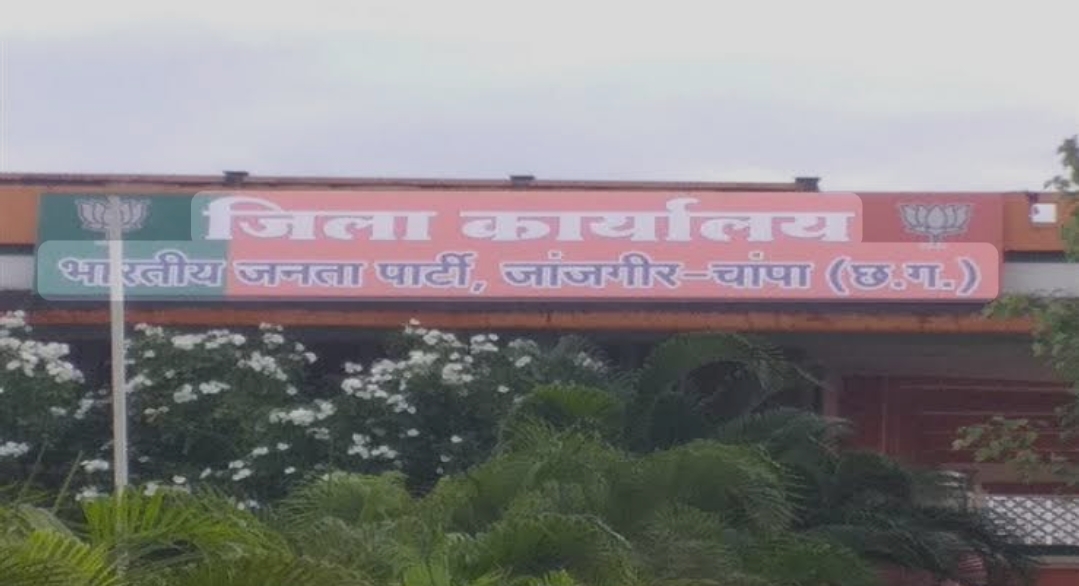 जिला कार्यालय
भारतीय जनता पार्टी, जांजगीर-चांपा (छ.ग.)